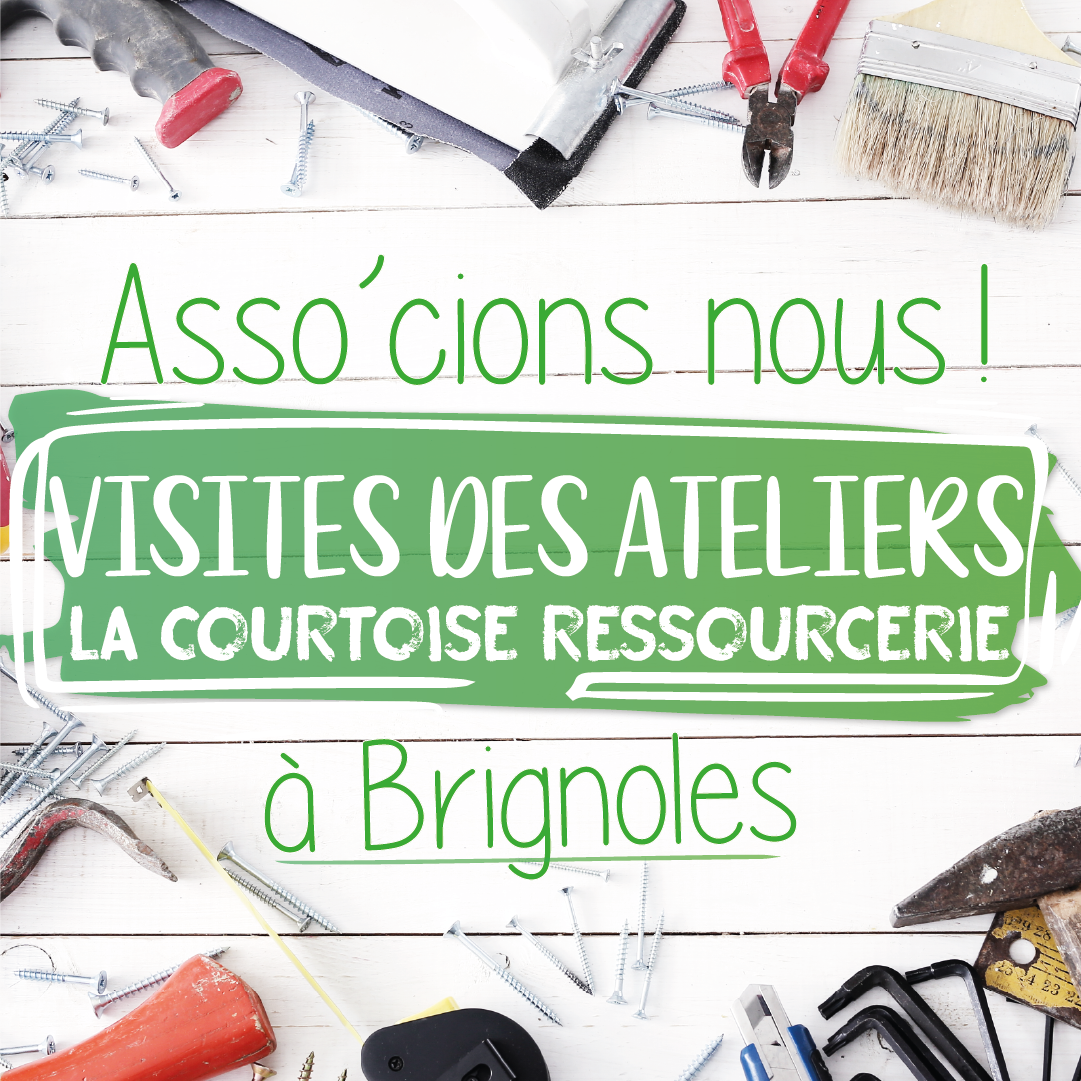 Asso'cions nous !
VISITES DES ATELIERS
LA COURTOISE RESSOURCERIE
à Brignoles